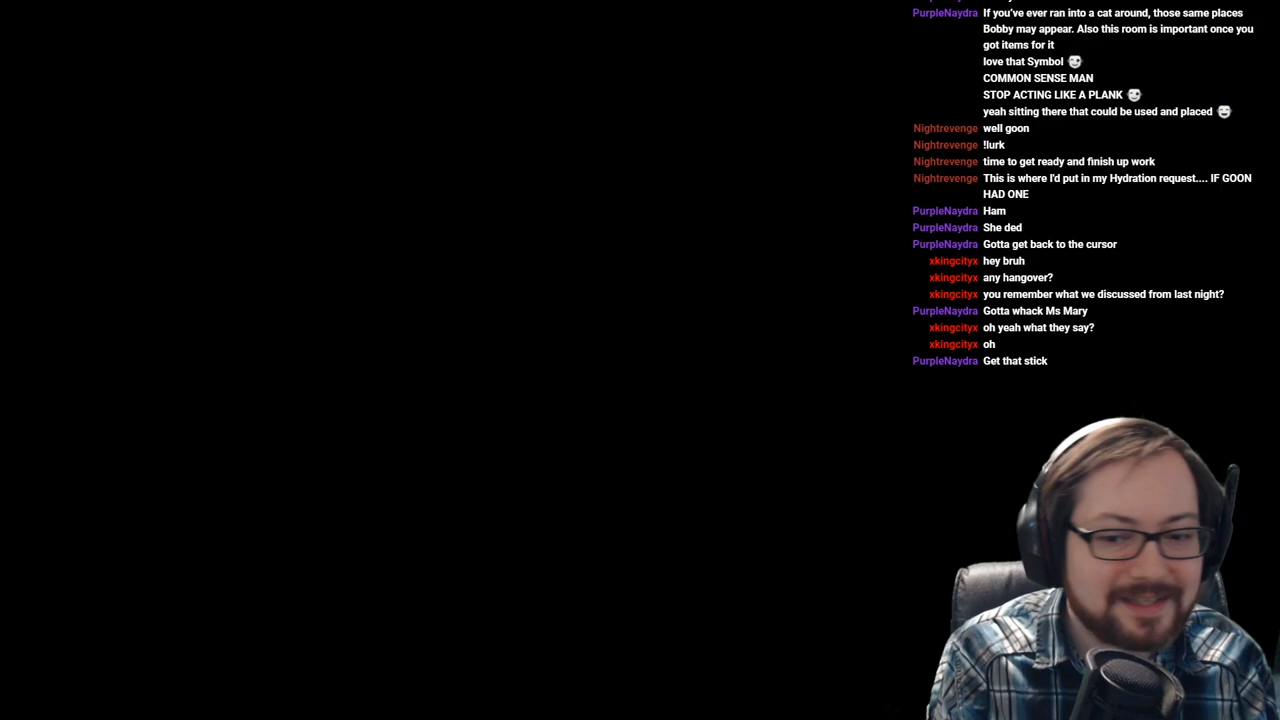 PurpleNaydra If you've ever ran into a cat around, those same places
Bobby may appear. Also this room is important once you
got items for it
love that Symbol
COMMON SENSE MAN
STOP ACTING LIKE A PLANK
yeah sitting there that could be used and placed
Nightrevenge well goon
Nightrevenge !lurk
Nightrevenge time to get ready and finish up work
Nightrevenge This is where I'd put in my Hydration request.... IF GOON
HAD ONE
PurpleNaydra Ham
PurpleNaydra She ded
PurpleNaydra Gotta get back to the cursor
xkingcityx hey bruh
xkingcityx any hangover?
xkingcityx you remember what we discussed from last night?
PurpleNaydra Gotta whack Ms Mary
xkingcityx oh yeah what they say?
xkingcityx oh
PurpleNaydra Get that stick